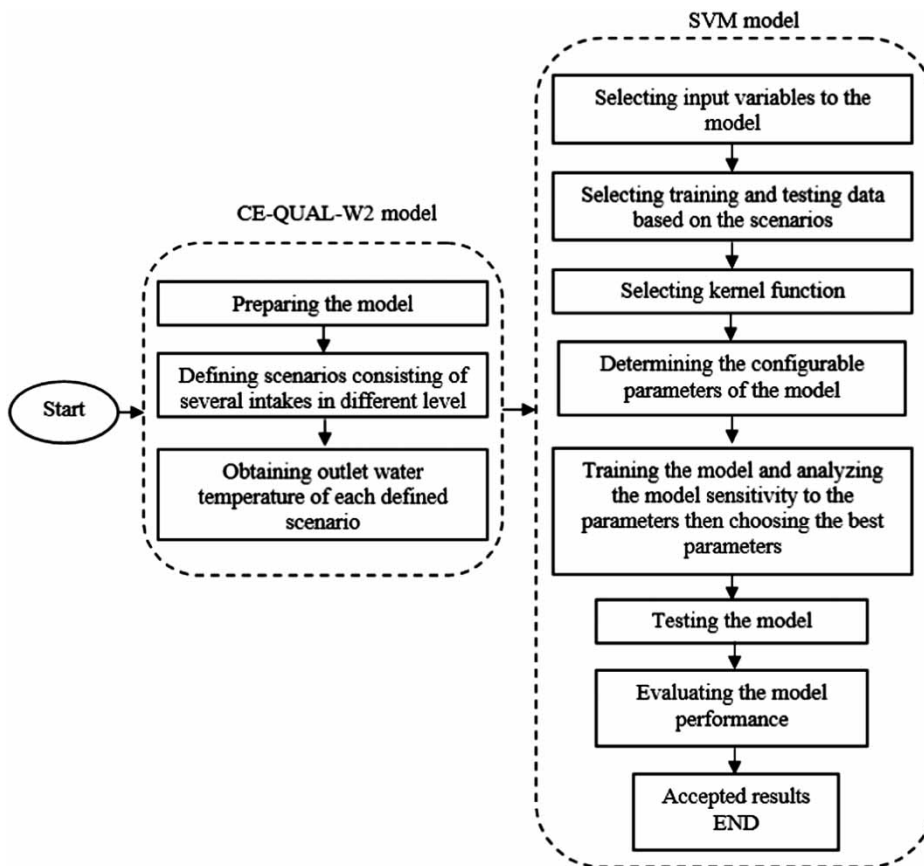 Start
CE-QUAL-W2 model
Preparing the model
Defining scenarios consisting of
several intakes in different level
Obtaining outlet water
temperature of each defined
scenario
SVM model
Selecting input variables to the
model
Selecting training and testing data
based on the scenarios
Selecting kernel function
Determining the configurable
parameters of the model
Training the model and analyzing
the model sensitivity to the
parameters then choosing the best
parameters
Testing the model
Evaluating the model
performance
Accepted results
END